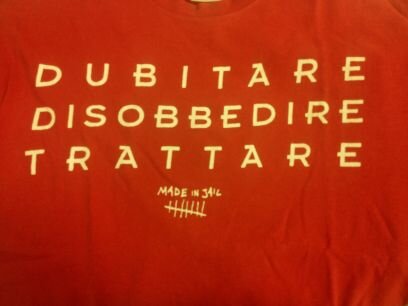 DUBITARE
DISOBBEDIRE
TRATTARE
MADE IN JAIL